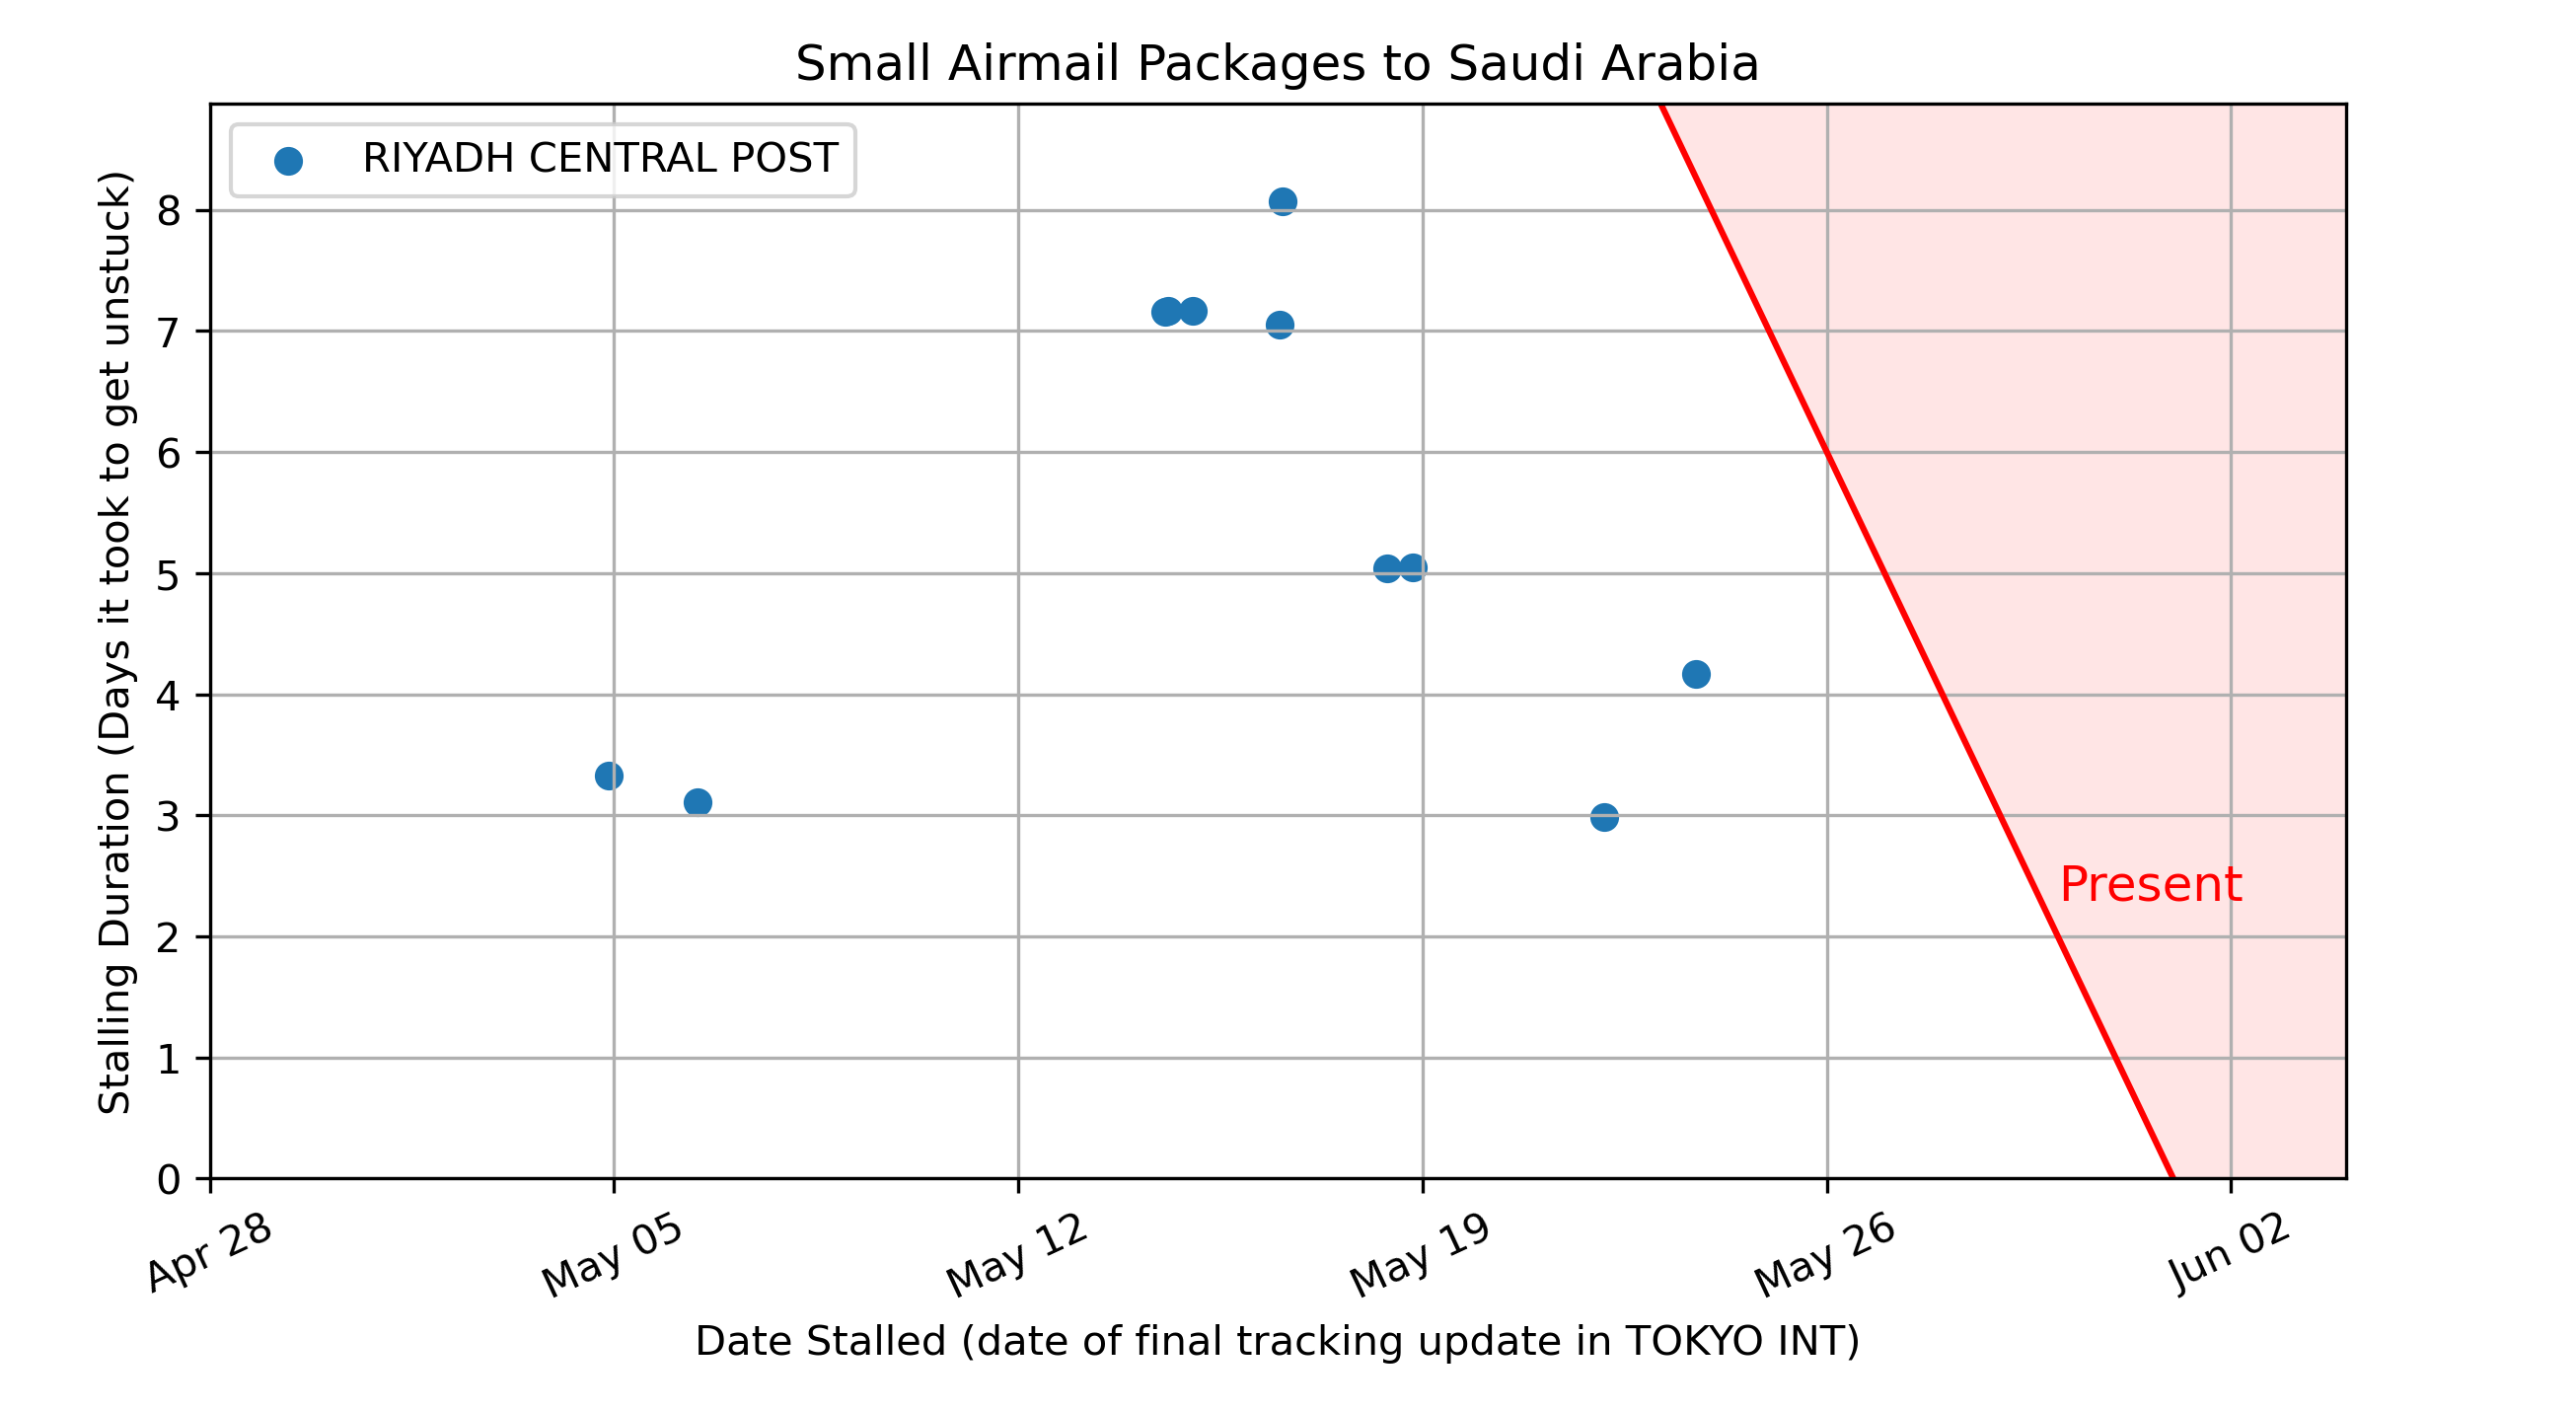 Small Airmail Packages to Saudi Arabia
RIYADH CENTRAL POST
Stalling Duration (Days it took to get unstuck)
8
7
6
5
4
3
2
1
0
Present
Apr 28
May 05
May 12
May 19
May 26
Jun 02
Date Stalled (date of final tracking update in TOKYO INT)